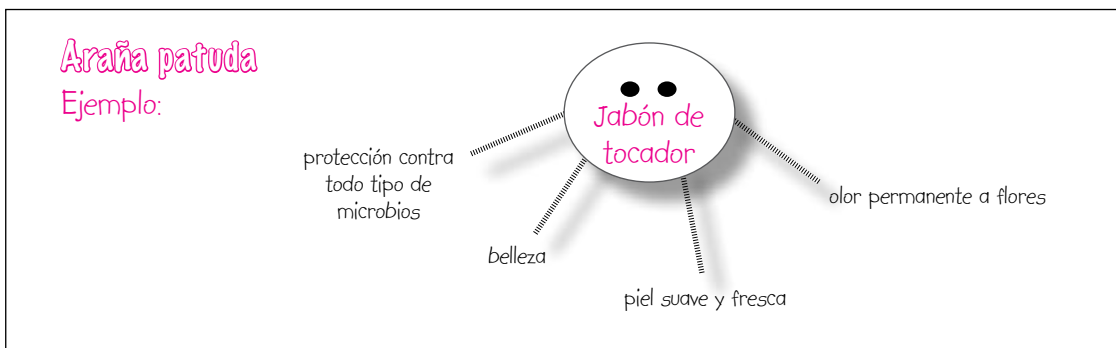 Araña patuda
Ejemplo:
Jabón de
tocador
protección contra
todo tipo de
microbios
belleza
piel suave y fresca
olor permanente a flores